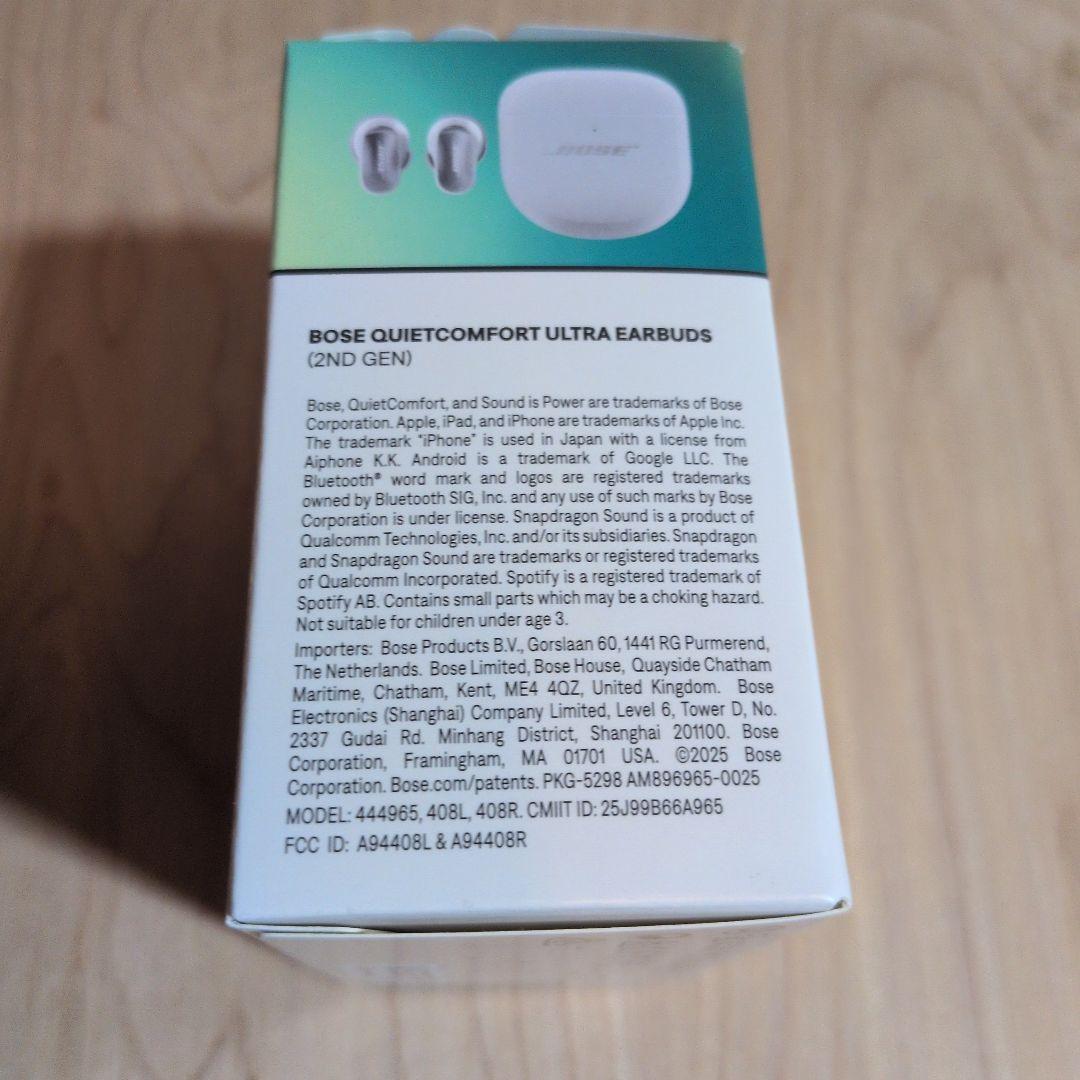 BOSE
BOSE QUIETCOMFORT ULTRA EARBUDS
(2ND GEN)
Bose, QuietComfort, and Sound is Power are trademarks of Bose
Corporation. Apple, iPad, and iPhone are trademarks of Apple Inc.
The trademark "iPhone" is used in Japan with a license from
Aiphone K.K. Android is a trademark of Google LLC. The
Bluetooth® word mark and logos are registered trademarks
owned by Bluetooth SIG, Inc. and any use of such marks by Bose
Corporation is under license. Snapdragon Sound is a product of
Qualcomm Technologies, Inc. and/or its subsidiaries. Snapdragon
and Snapdragon Sound are trademarks or registered trademarks
of Qualcomm Incorporated. Spotify is a registered trademark of
Spotify AB. Contains small parts which may be a choking hazard.
Not suitable for children under age 3.
Importers: Bose Products B.V., Gorslaan 60, 1441 RG Purmerend,
The Netherlands. Bose Limited, Bose House, Quayside Chatham
Maritime, Chatham, Kent, ME4 4QZ, United Kingdom. Bose
Electronics (Shanghai) Company Limited, Level 6, Tower D, No.
2337 Gudai Rd. Minhang District, Shanghai 201100. Bose
Corporation, Framingham, MA 01701 USA. ©2025 Bose
Corporation. Bose.com/patents. PKG-5298 AM896965-0025
MODEL: 444965, 408L, 408R. CMIIT ID: 25J99B66A965
FCC ID: A94408L & A94408R